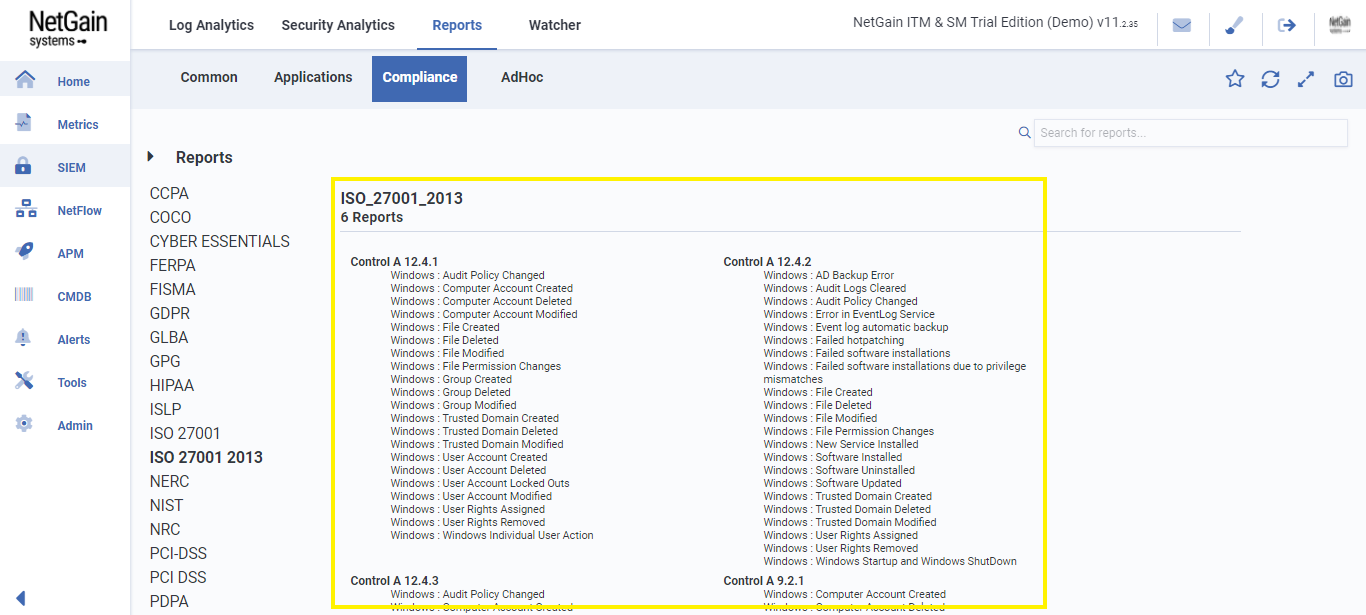 NetGain
systems
Log Analytics
Security Analytics
Reports
Watcher
NetGain ITM & SM Trial Edition (Demo) v11.2.35
NetGain
Home
Metrics
SIEM
NetFlow
APM
CMDB
Alerts
Tools
Admin
Common
Applications
Compliance
AdHoc
Search for reports...
Reports
CCPA
COCO
CYBER ESSENTIALS
FERPA
FISMA
GDPR
GLBA
GPG
HIPAA
ISLP
ISO 27001
ISO 27001 2013
NERC
NIST
NRC
PCI-DSS
PCI DSS
PDPA
ISO_27001_2013
6 Reports
Control A 12.4.1
Windows : Audit Policy Changed
Windows : Computer Account Created
Windows : Computer Account Deleted
Windows : Computer Account Modified
Windows : File Created
Windows : File Deleted
Windows : File Modified
Windows : File Permission Changes
Windows : Group Created
Windows : Group Deleted
Windows : Group Modified
Windows : Trusted Domain Created
Windows : Trusted Domain Deleted
Windows : Trusted Domain Modified
Windows : User Account Created
Windows : User Account Deleted
Windows : User Account Locked Outs
Windows : User Account Modified
Windows : User Rights Assigned
Windows : User Rights Removed
Windows : Windows Individual User Action
Control A 12.4.2
Windows : AD Backup Error
Windows : Audit Logs Cleared
Windows : Audit Policy Changed
Windows : Error in EventLog Service
Windows : Event log automatic backup
Windows : Failed hotpatching
Windows : Failed software installations
Windows : Failed software installations due to privilege
mismatches
Windows : File Created
Windows : File Deleted
Windows : File Modified
Windows : File Permission Changes
Windows : New Service Installed
Windows : Software Installed
Windows : Software Uninstalled
Windows : Software Updated
Windows : Trusted Domain Created
Windows : Trusted Domain Deleted
Windows : Trusted Domain Modified
Windows : User Rights Assigned
Windows : User Rights Removed
Windows : Windows Startup and Windows ShutDown
Control A 12.4.3
Windows : Audit Policy Changed
Windows : Computer Account Created
Control A 9.2.1
Windows : Computer Account Created
Windows : Computer Account Deleted